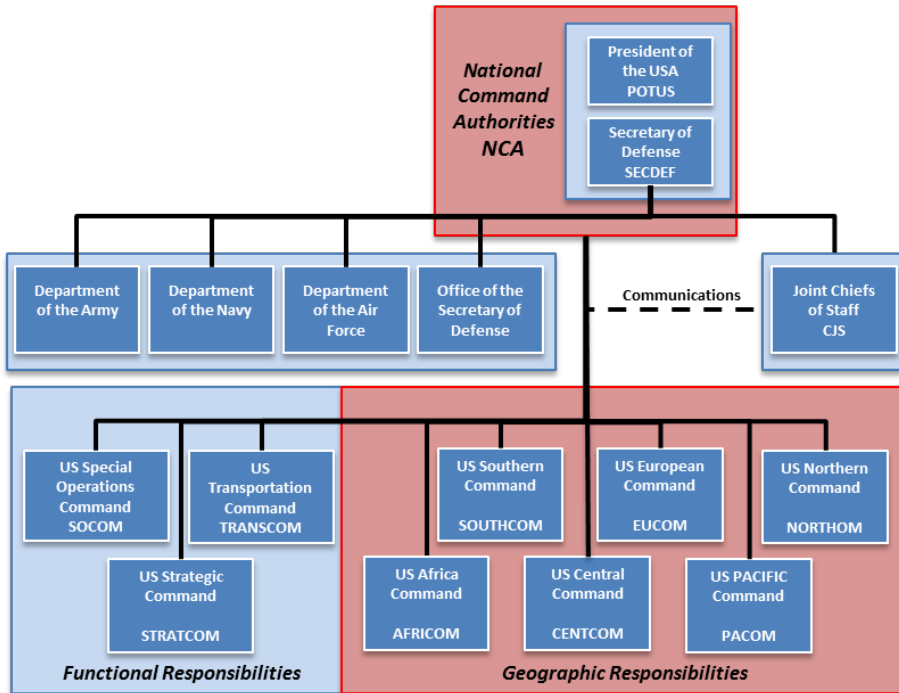 National
Command
Authorities
NCA
President of
the USA
POTUS
Secretary of
Defense
SECDEF
Department
of the Army
Department
of the Navy
Department
of the Air
Force
Office of the
Secretary of
Defense
Communications
Joint Chiefs
of Staff
CJS
US Special
Operations
Command
SOCOM
US
Transportation
Command
TRANSCOM
US Strategic
Command
STRATCOM
Functional Responsibilities
US Southern
Command
SOUTHCOM
US European
Command
EUCOM
US Northern
Command
NORTHOM
US Africa
Command
AFRICOM
US Central
Command
CENTCOM
US PACIFIC
Command
PACOM
Geographic Responsibilities